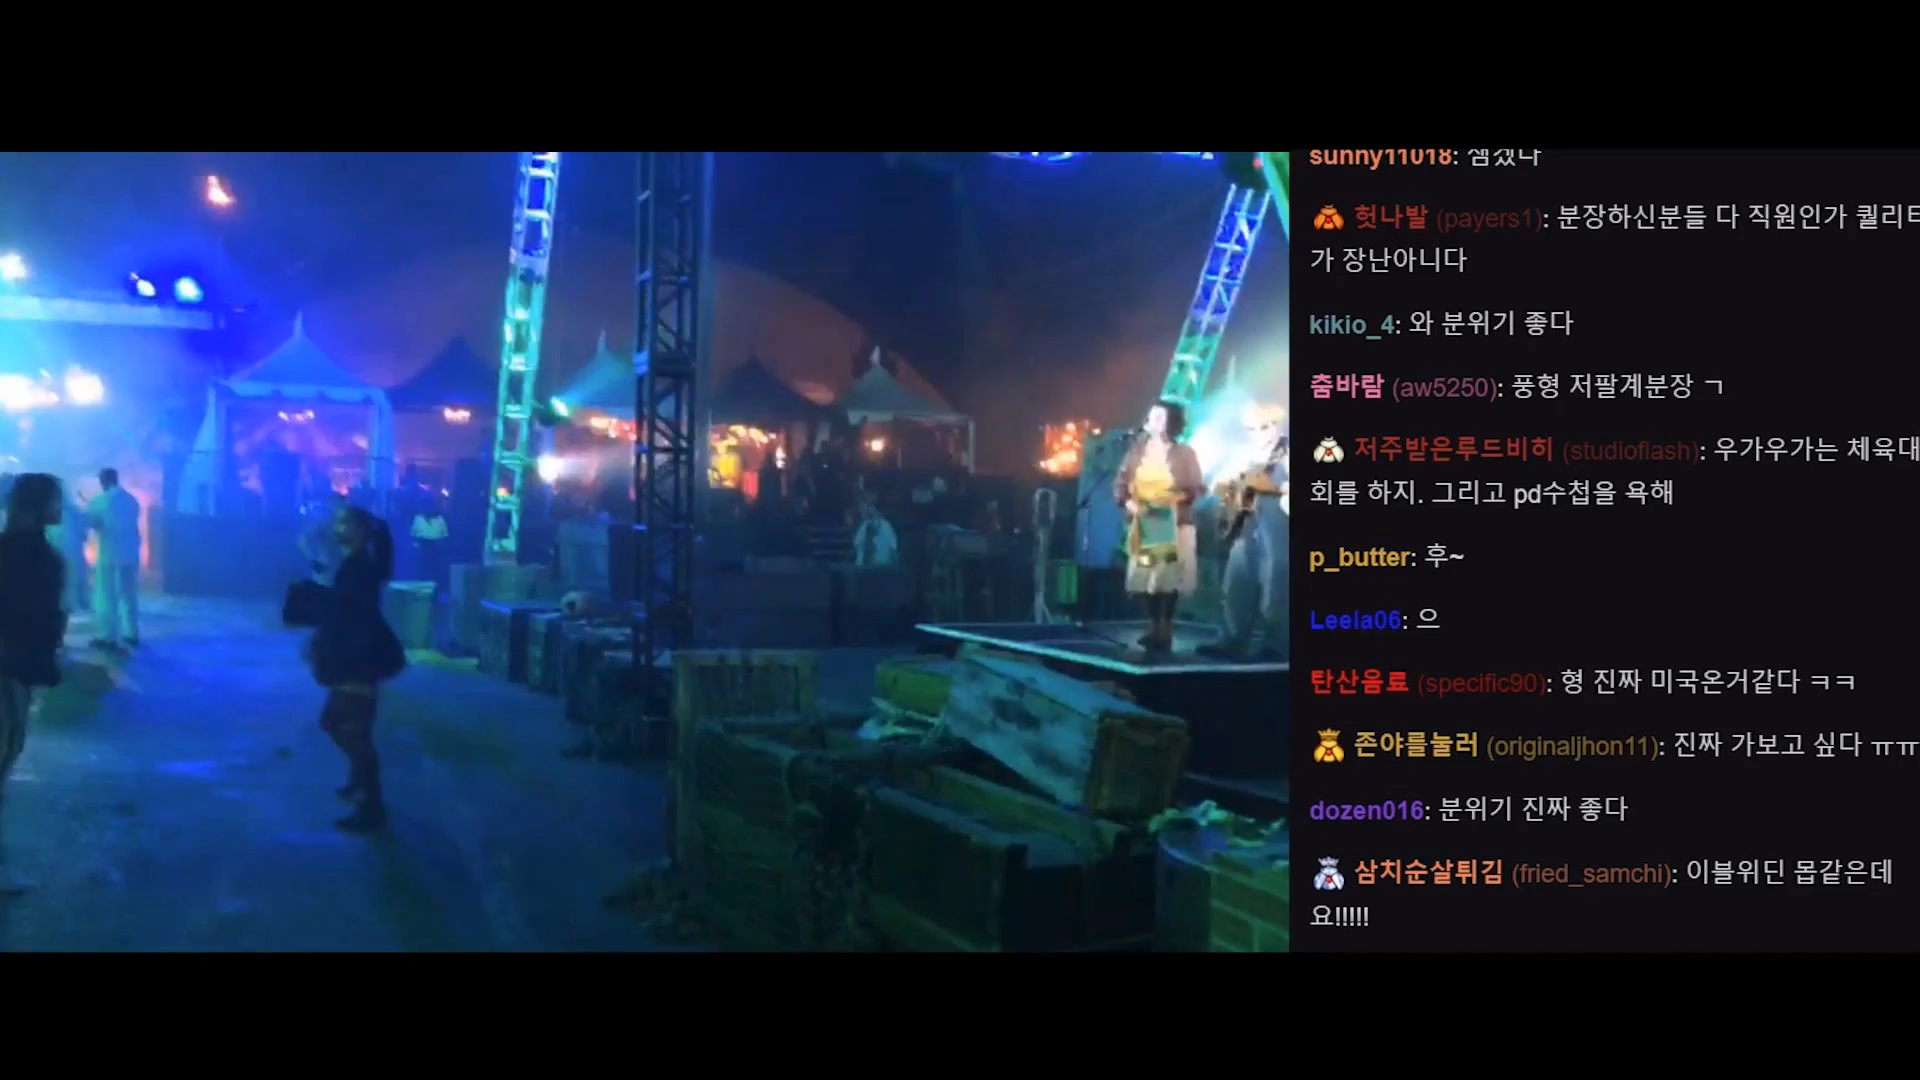 sunny11018: 잼겠다
헛나발 (payers1): 분장하신분들 다 직원인가 퀄리티
가 장난아니다
kikio_4: 와 분위기 좋다
춤바람 (aw5250): 풍형 저팔계분장 ㄱ
저주받은루드비히 (studioflash): 우가우가는 체육대
회를 하지. 그리고 pd수첩을 욕해
p_butter: 후~
Leela06: 으
탄산음료 (specific90): 형 진짜 미국온거같다 ㅋㅋ
존야를눌러 (originaljhon11): 진짜 가보고 싶다 ㅠㅠ
dozen016: 분위기 진짜 좋다
삼치순살튀김 (fried_samchi): 이블위딘 몹같은데
요!!!!!